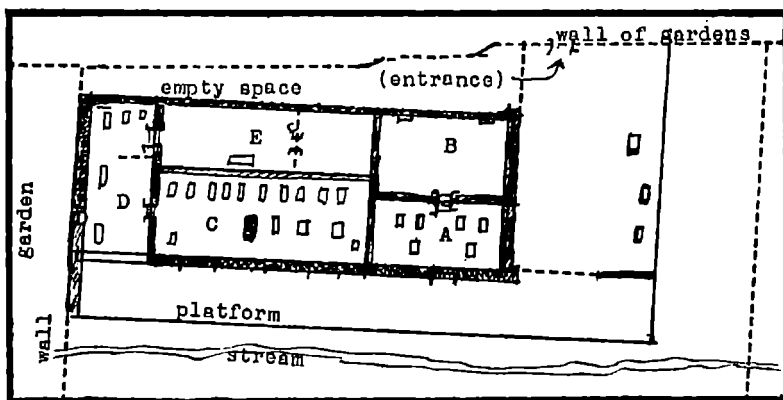 wall of gardens
(entrance)
empty space
E
B
D
C
A
garden
platform
wall
stream